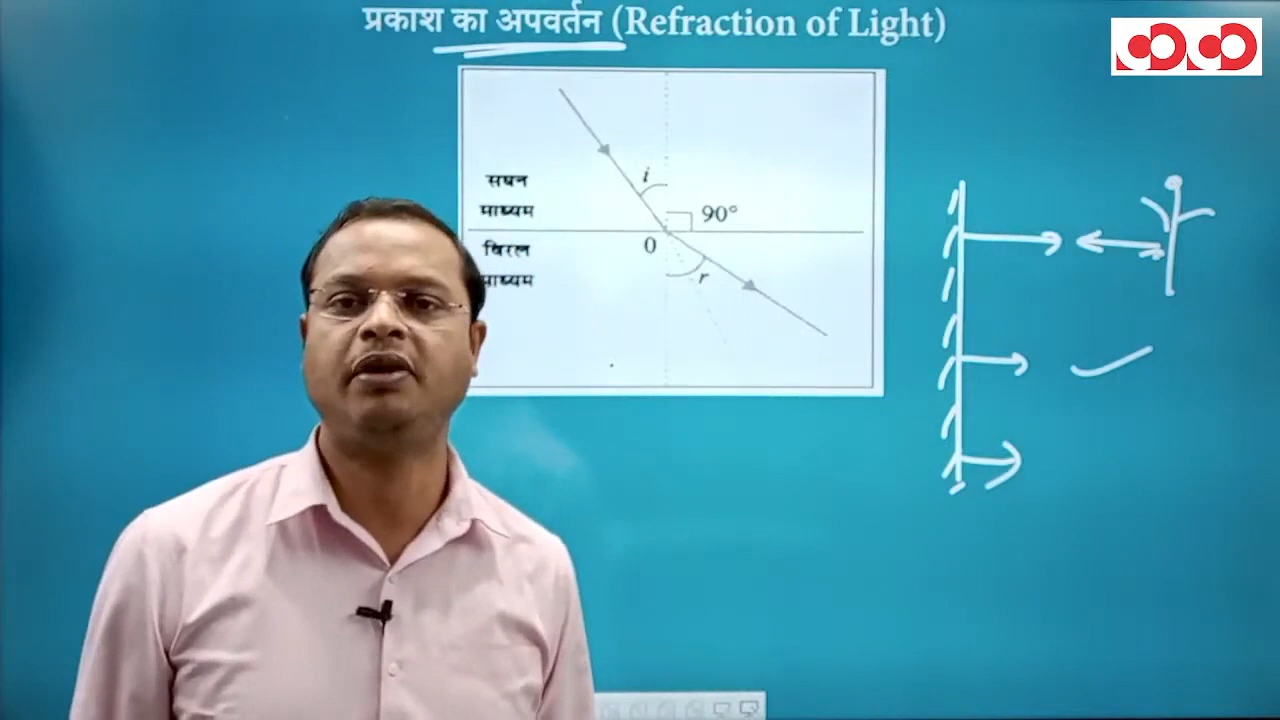 प्रकाश का अपवर्तन (Refraction of Light)
सघन
माध्यम
i
90°
0
विरल
माध्यम
r